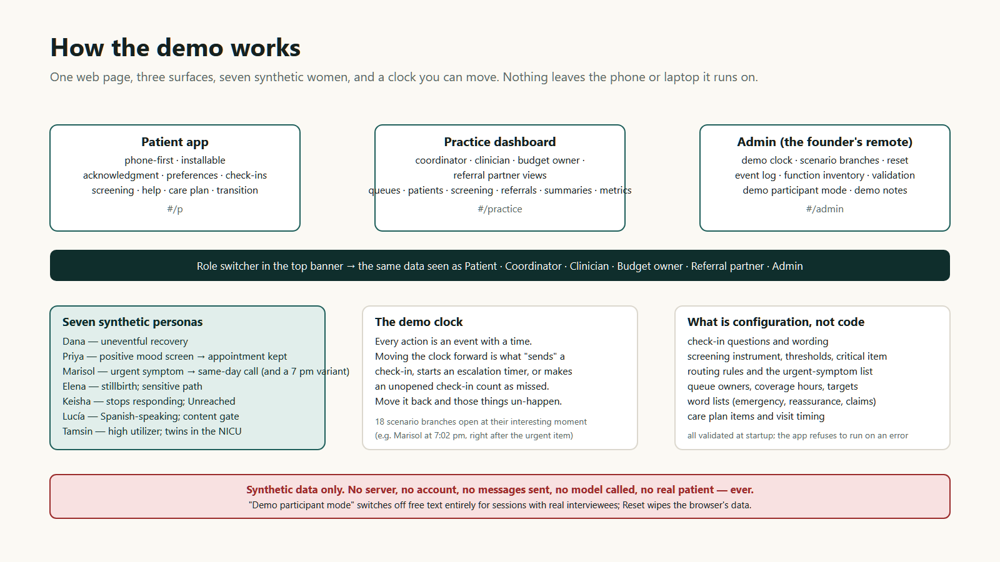 How the demo works
One web page, three surfaces, seven synthetic women, and a clock you can move. Nothing leaves the phone or laptop it runs on.
Patient app
phone-first · installable
acknowledgment · preferences · check-ins
screening · help · care plan · transition
#/p
Practice dashboard
coordinator · clinician · budget owner ·
referral partner views
queues · patients · screening · referrals · summaries · metrics
#/practice
Admin (the founder's remote)
demo clock · scenario branches · reset
event log · function inventory · validation
demo participant mode · demo notes
#/admin
Role switcher in the top banner → the same data seen as Patient · Coordinator · Clinician · Budget owner · Referral partner · Admin
Seven synthetic personas
Dana — uneventful recovery
Priya — positive mood screen → appointment kept
Marisol — urgent symptom → same-day call (and a 7 pm variant)
Elena — stillbirth; sensitive path
Keisha — stops responding; Unreached
Lucía — Spanish-speaking; content gate
Tamsin — high utilizer; twins in the NICU
The demo clock
Every action is an event with a time.
Moving the clock forward is what "sends" a
check-in, starts an escalation timer, or makes
an unopened check-in count as missed.
Move it back and those things un-happen.
18 scenario branches open at their interesting moment
(e.g. Marisol at 7:02 pm, right after the urgent item)
What is configuration, not code
check-in questions and wording
screening instrument, thresholds, critical item
routing rules and the urgent-symptom list
queue owners, coverage hours, targets
word lists (emergency, reassurance, claims)
care plan items and visit timing
all validated at startup; the app refuses to run on an error
Synthetic data only. No server, no account, no messages sent, no model called, no real patient — ever.
"Demo participant mode" switches off free text entirely for sessions with real interviewees; Reset wipes the browser's data.